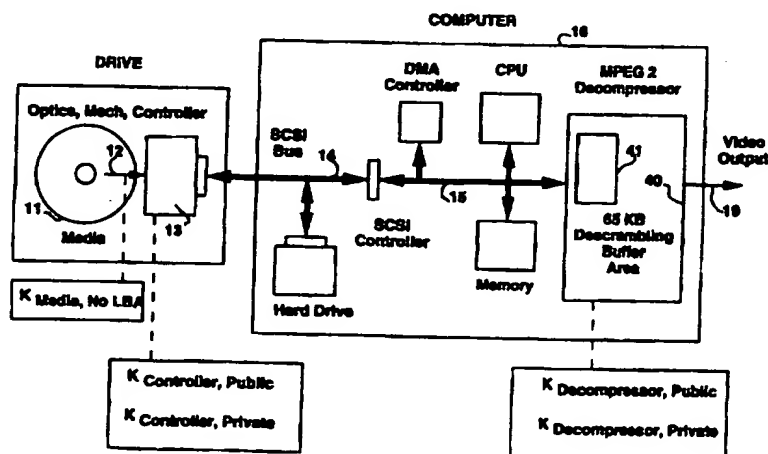 COMPUTER
16
DRIVE
Optics, Mech, Controller
12
11
Media
13
SCSI
Bus
14
DMA
Controller
CPU
MPEG 2
Decompressor
41
40
Video
Output
19
15
SCSI
Controller
65 KB
Descrambling
Buffer
Area
Hard Drive
Memory
K Media, No LBA
K Controller, Public
K Controller, Private
K Decompressor, Public
K Decompressor, Private